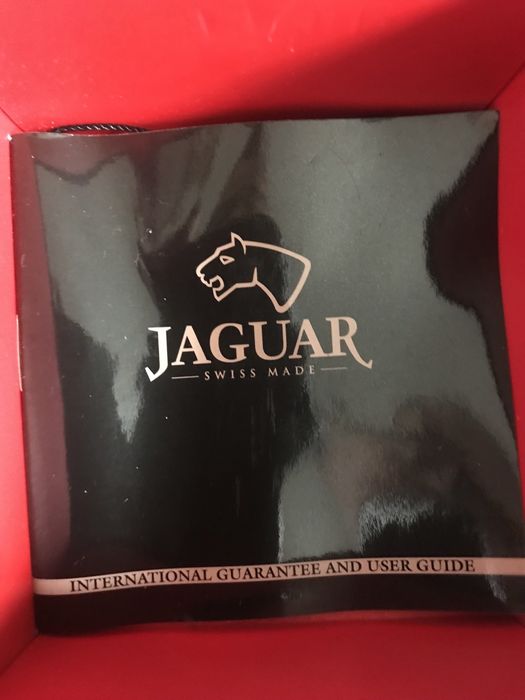 JAGUAR
SWISS MADE
INTERNATIONAL GUARANTEE AND USER GUIDE